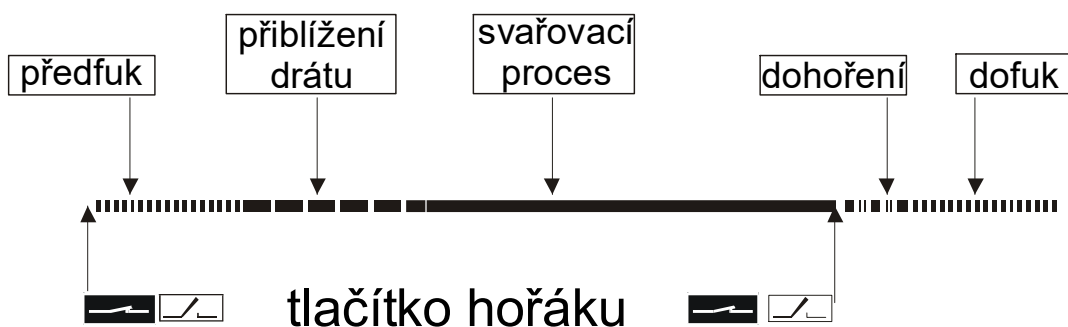 předfuk
přiblížení
drátu
svařovací
proces
dohoření
dofuk
tlačítko hořáku